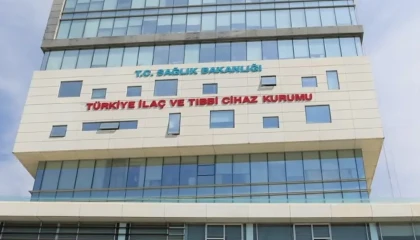 T.C. SAĞLIK BAKANLIĞI
TÜRKİYE İLAÇ VE TIBBİ CİHAZ KURUMU